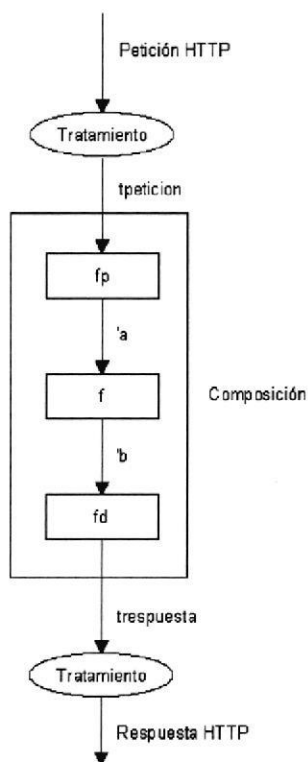 Petición HTTP
Tratamiento
tpeticion
fp
'a
f
Composición
'b
fd
trespuesta
Tratamiento
Respuesta HTTP